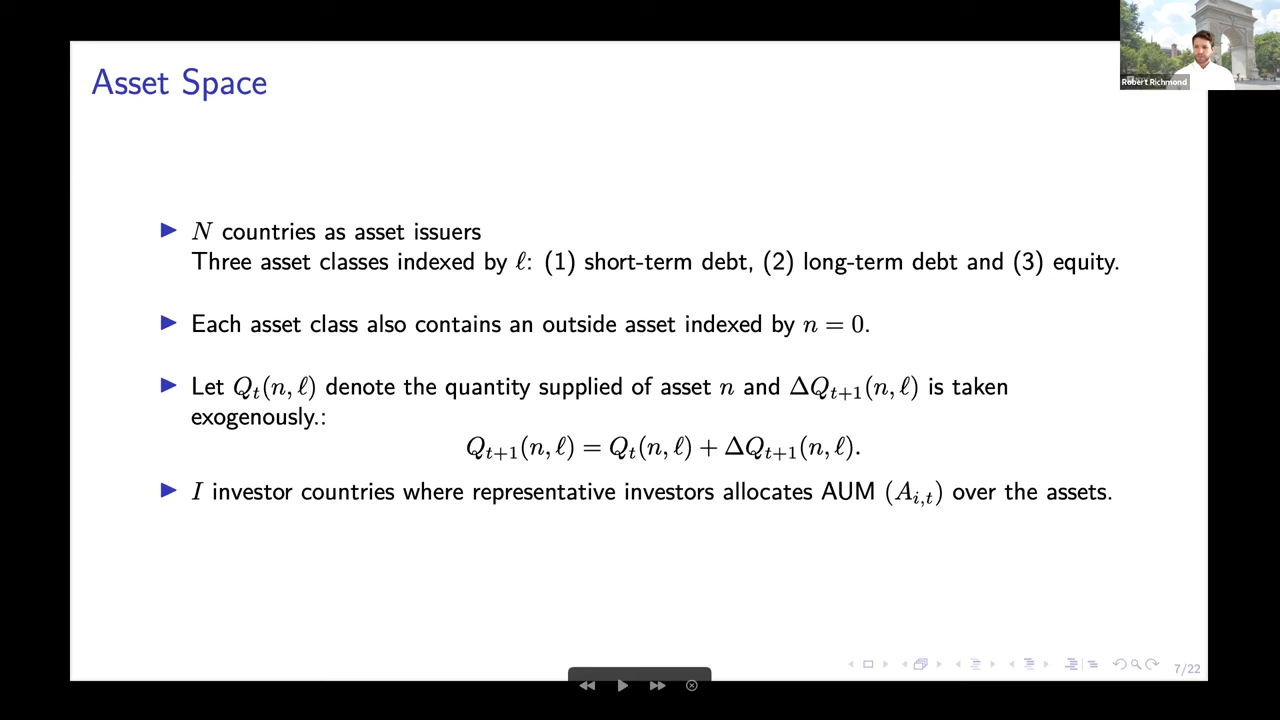 Asset Space
Robert Richmond
▶ N countries as asset issuers
Three asset classes indexed by ℓ: (1) short-term debt, (2) long-term debt and (3) equity.
▶ Each asset class also contains an outside asset indexed by n = 0.
▶ Let Q_t(n, ℓ) denote the quantity supplied of asset n and ΔQ_{t+1}(n, ℓ) is taken
exogenously.:
Q_{t+1}(n, ℓ) = Q_t(n, ℓ) + ΔQ_{t+1}(n, ℓ).
▶ I investor countries where representative investors allocates AUM (A_{i,t}) over the assets.
7/22